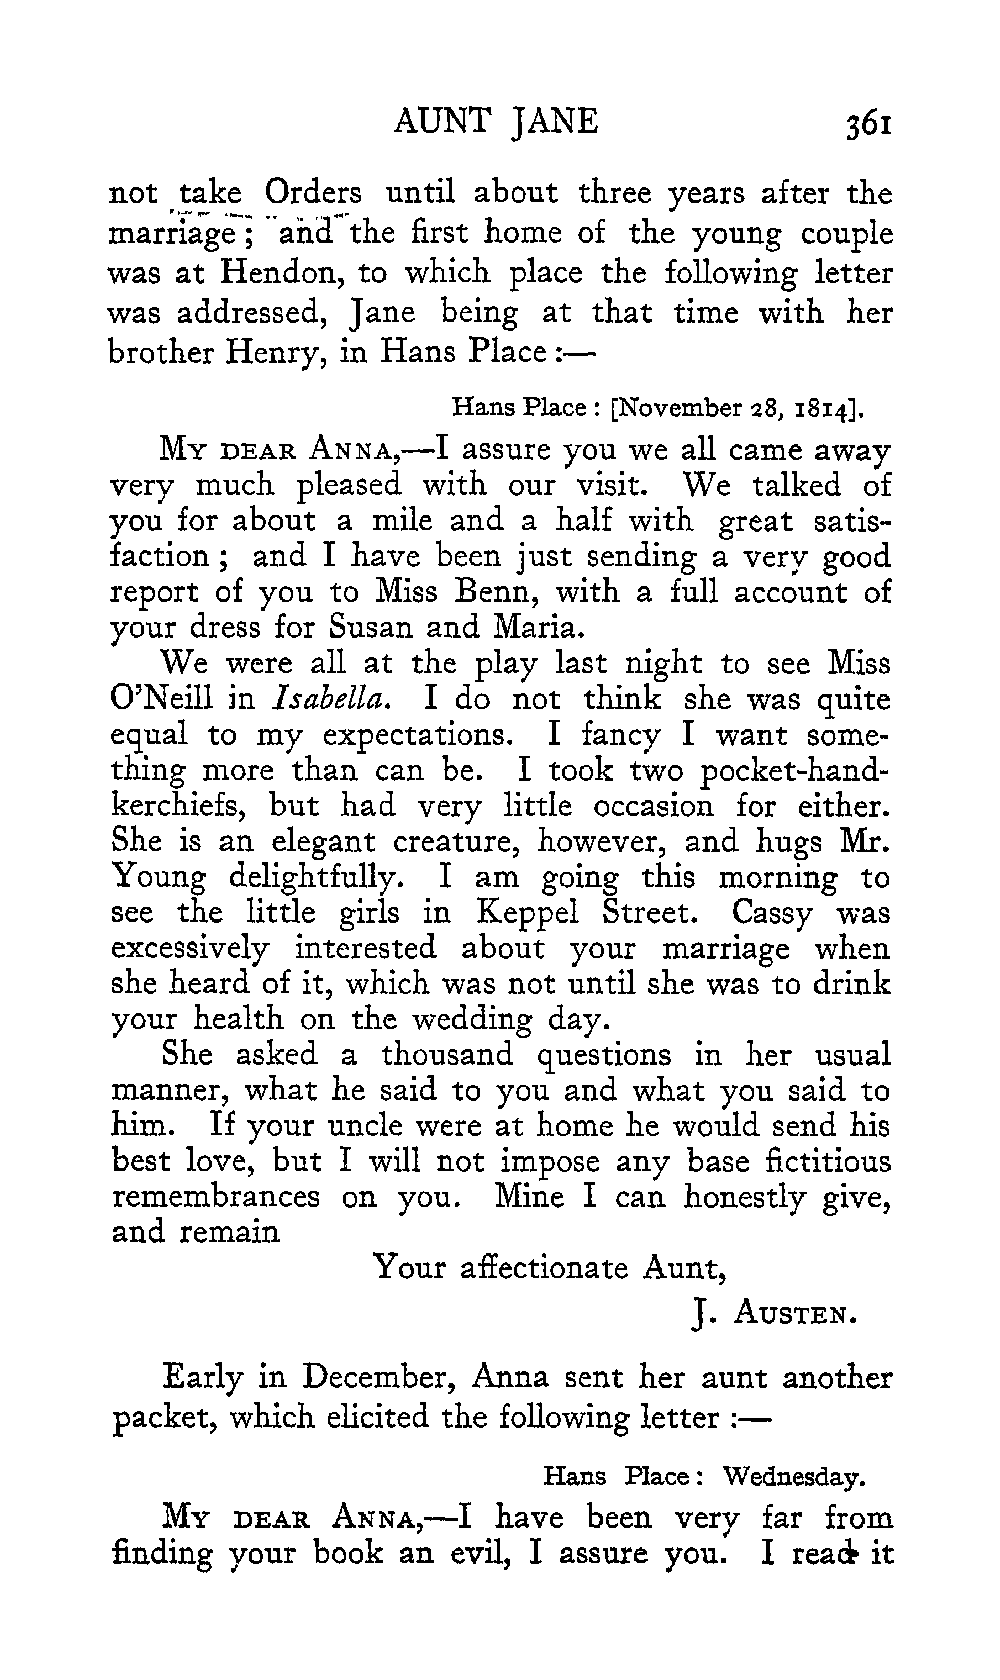 AUNT JANE 361
not take Orders until about three years after the
marriage ; and the first home of the young couple
was at Hendon, to which place the following letter
was addressed, Jane being at that time with her
brother Henry, in Hans Place :—
Hans Place : [November 28, 1814].
MY DEAR ANNA,—I assure you we all came away
very much pleased with our visit. We talked of
you for about a mile and a half with great satis-
faction ; and I have been just sending a very good
report of you to Miss Benn, with a full account of
your dress for Susan and Maria.
We were all at the play last night to see Miss
O'Neill in Isabella. I do not think she was quite
equal to my expectations. I fancy I want some-
thing more than can be. I took two pocket-hand-
kerchiefs, but had very little occasion for either.
She is an elegant creature, however, and hugs Mr.
Young delightfully. I am going this morning to
see the little girls in Keppel Street. Cassy was
excessively interested about your marriage when
she heard of it, which was not until she was to drink
your health on the wedding day.
She asked a thousand questions in her usual
manner, what he said to you and what you said to
him. If your uncle were at home he would send his
best love, but I will not impose any base fictitious
remembrances on you. Mine I can honestly give,
and remain
Your affectionate Aunt,
J. AUSTEN.
Early in December, Anna sent her aunt another
packet, which elicited the following letter :—
Hans Place : Wednesday.
MY DEAR ANNA,—I have been very far from
finding your book an evil, I assure you. I read it